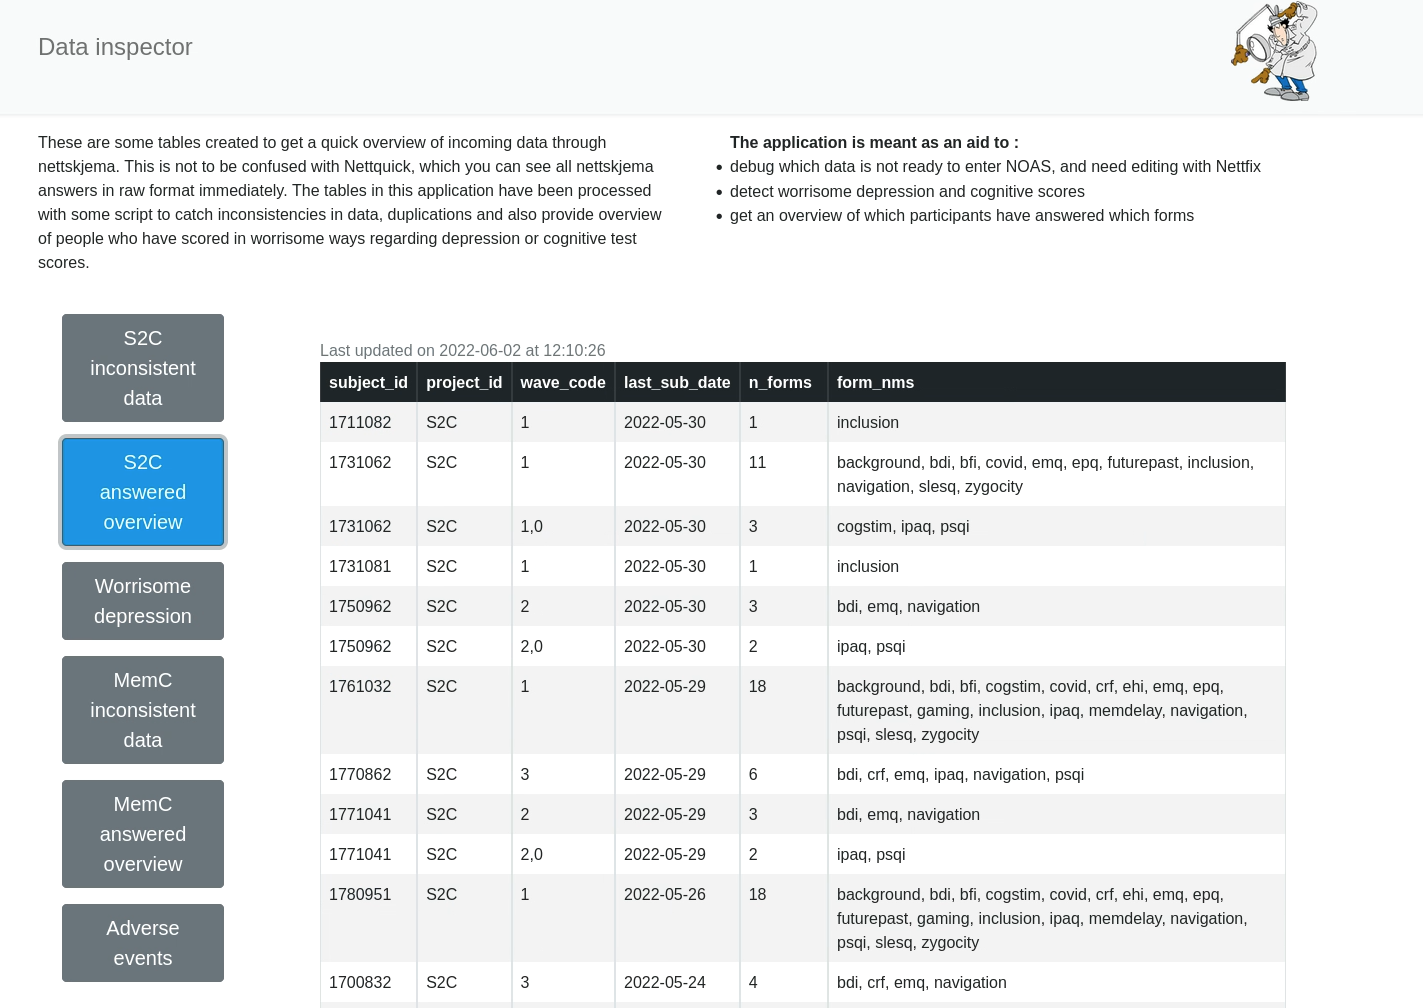 Data inspector
These are some tables created to get a quick overview of incoming data through
nettskjema. This is not to be confused with Nettquick, which you can see all nettskjema
answers in raw format immediately. The tables in this application have been processed
with some script to catch inconsistencies in data, duplications and also provide overview
of people who have scored in worrisome ways regarding depression or cognitive test
scores.
The application is meant as an aid to :
• debug which data is not ready to enter NOAS, and need editing with Nettfix
• detect worrisome depression and cognitive scores
• get an overview of which participants have answered which forms
S2C
inconsistent
data
S2C
answered
overview
Worrisome
depression
MemC
inconsistent
data
MemC
answered
overview
Adverse
events
Last updated on 2022-06-02 at 12:10:26
subject_id project_id wave_code last_sub_date n_forms form_nms
1711082 S2C 1 2022-05-30 1 inclusion
1731062 S2C 1 2022-05-30 11 background, bdi, bfi, covid, emq, epq, futurepast, inclusion,
navigation, slesq, zygocity
1731062 S2C 1,0 2022-05-30 3 cogstim, ipaq, psqi
1731081 S2C 1 2022-05-30 1 inclusion
1750962 S2C 2 2022-05-30 3 bdi, emq, navigation
1750962 S2C 2,0 2022-05-30 2 ipaq, psqi
1761032 S2C 1 2022-05-29 18 background, bdi, bfi, cogstim, covid, crf, ehi, emq, epq,
futurepast, gaming, inclusion, ipaq, memdelay, navigation,
psqi, slesq, zygocity
1770862 S2C 3 2022-05-29 6 bdi, crf, emq, ipaq, navigation, psqi
1771041 S2C 2 2022-05-29 3 bdi, emq, navigation
1771041 S2C 2,0 2022-05-29 2 ipaq, psqi
1780951 S2C 1 2022-05-26 18 background, bdi, bfi, cogstim, covid, crf, ehi, emq, epq,
futurepast, gaming, inclusion, ipaq, memdelay, navigation,
psqi, slesq, zygocity
1700832 S2C 3 2022-05-24 4 bdi, crf, emq, navigation